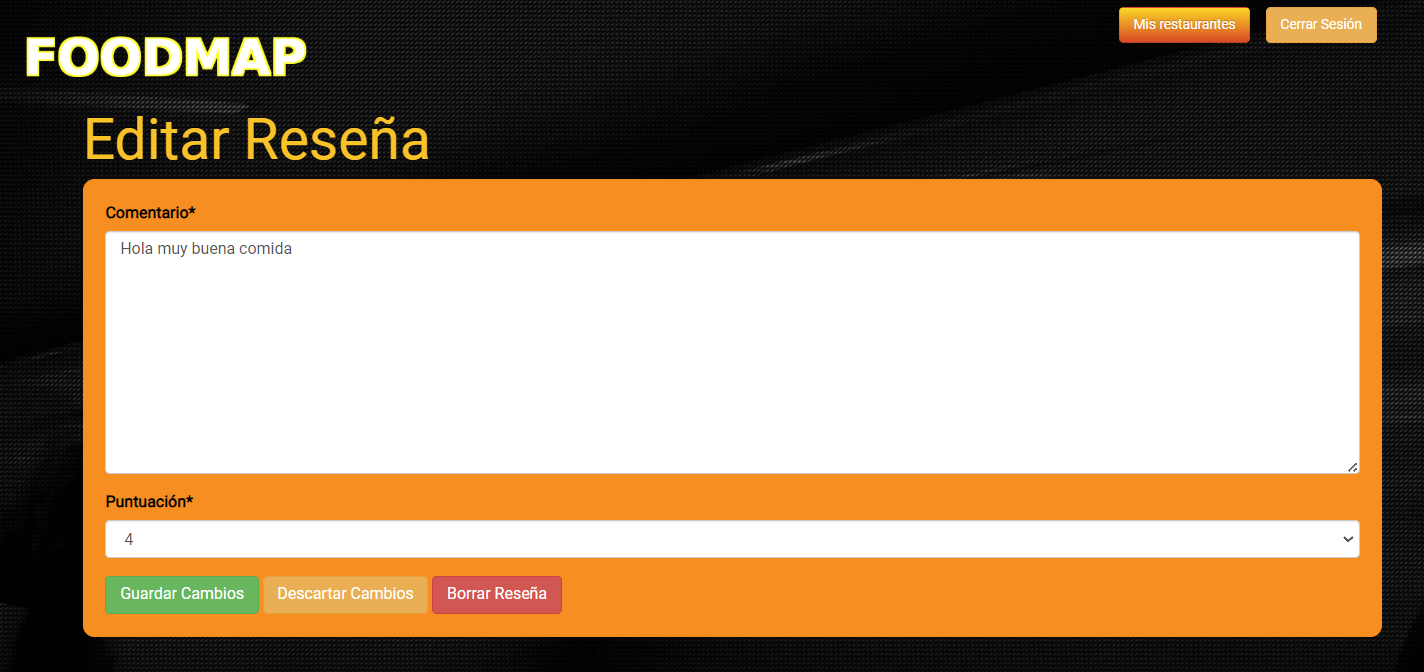 Mis restaurantes Cerrar Sesión
FOODMAP
Editar Reseña
Comentario*
Hola muy buena comida
Puntuación*
4
Guardar Cambios Descartar Cambios Borrar Reseña